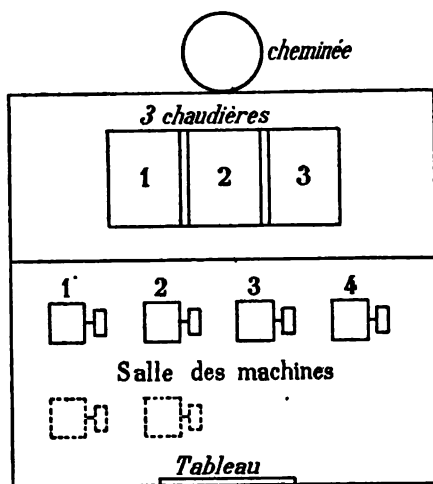 cheminée
3 chaudières
1 2 3
1 2 3 4
Salle des machines
Tableau